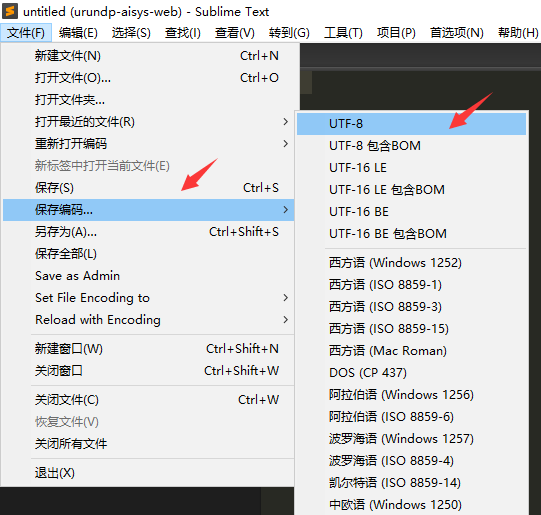 untitled (urundp-aisys-web) - Sublime Text
文件(F) 编辑(E) 选择(S) 查找(I) 查看(V) 转到(G) 工具(T) 项目(P) 首选项(N) 帮助(H)
新建文件(N) Ctrl+N
打开文件(O)... Ctrl+O
打开文件夹...
打开最近的文件(R)
重新打开编码
新标签中打开当前文件(E)
保存(S) Ctrl+S
保存编码...
另存为(A)... Ctrl+Shift+S
保存全部(L)
Save as Admin
Set File Encoding to
Reload with Encoding
新建窗口(W) Ctrl+Shift+N
关闭窗口 Ctrl+Shift+W
关闭文件(C) Ctrl+W
恢复文件(V)
关闭所有文件
退出(X)
UTF-8
UTF-8 包含BOM
UTF-16 LE
UTF-16 LE 包含BOM
UTF-16 BE
UTF-16 BE 包含BOM
西方语 (Windows 1252)
西方语 (ISO 8859-1)
西方语 (ISO 8859-3)
西方语 (ISO 8859-15)
西方语 (Mac Roman)
DOS (CP 437)
阿拉伯语 (Windows 1256)
阿拉伯语 (ISO 8859-6)
波罗海语 (Windows 1257)
波罗海语 (ISO 8859-4)
凯尔特语 (ISO 8859-14)
中欧语 (Windows 1250)